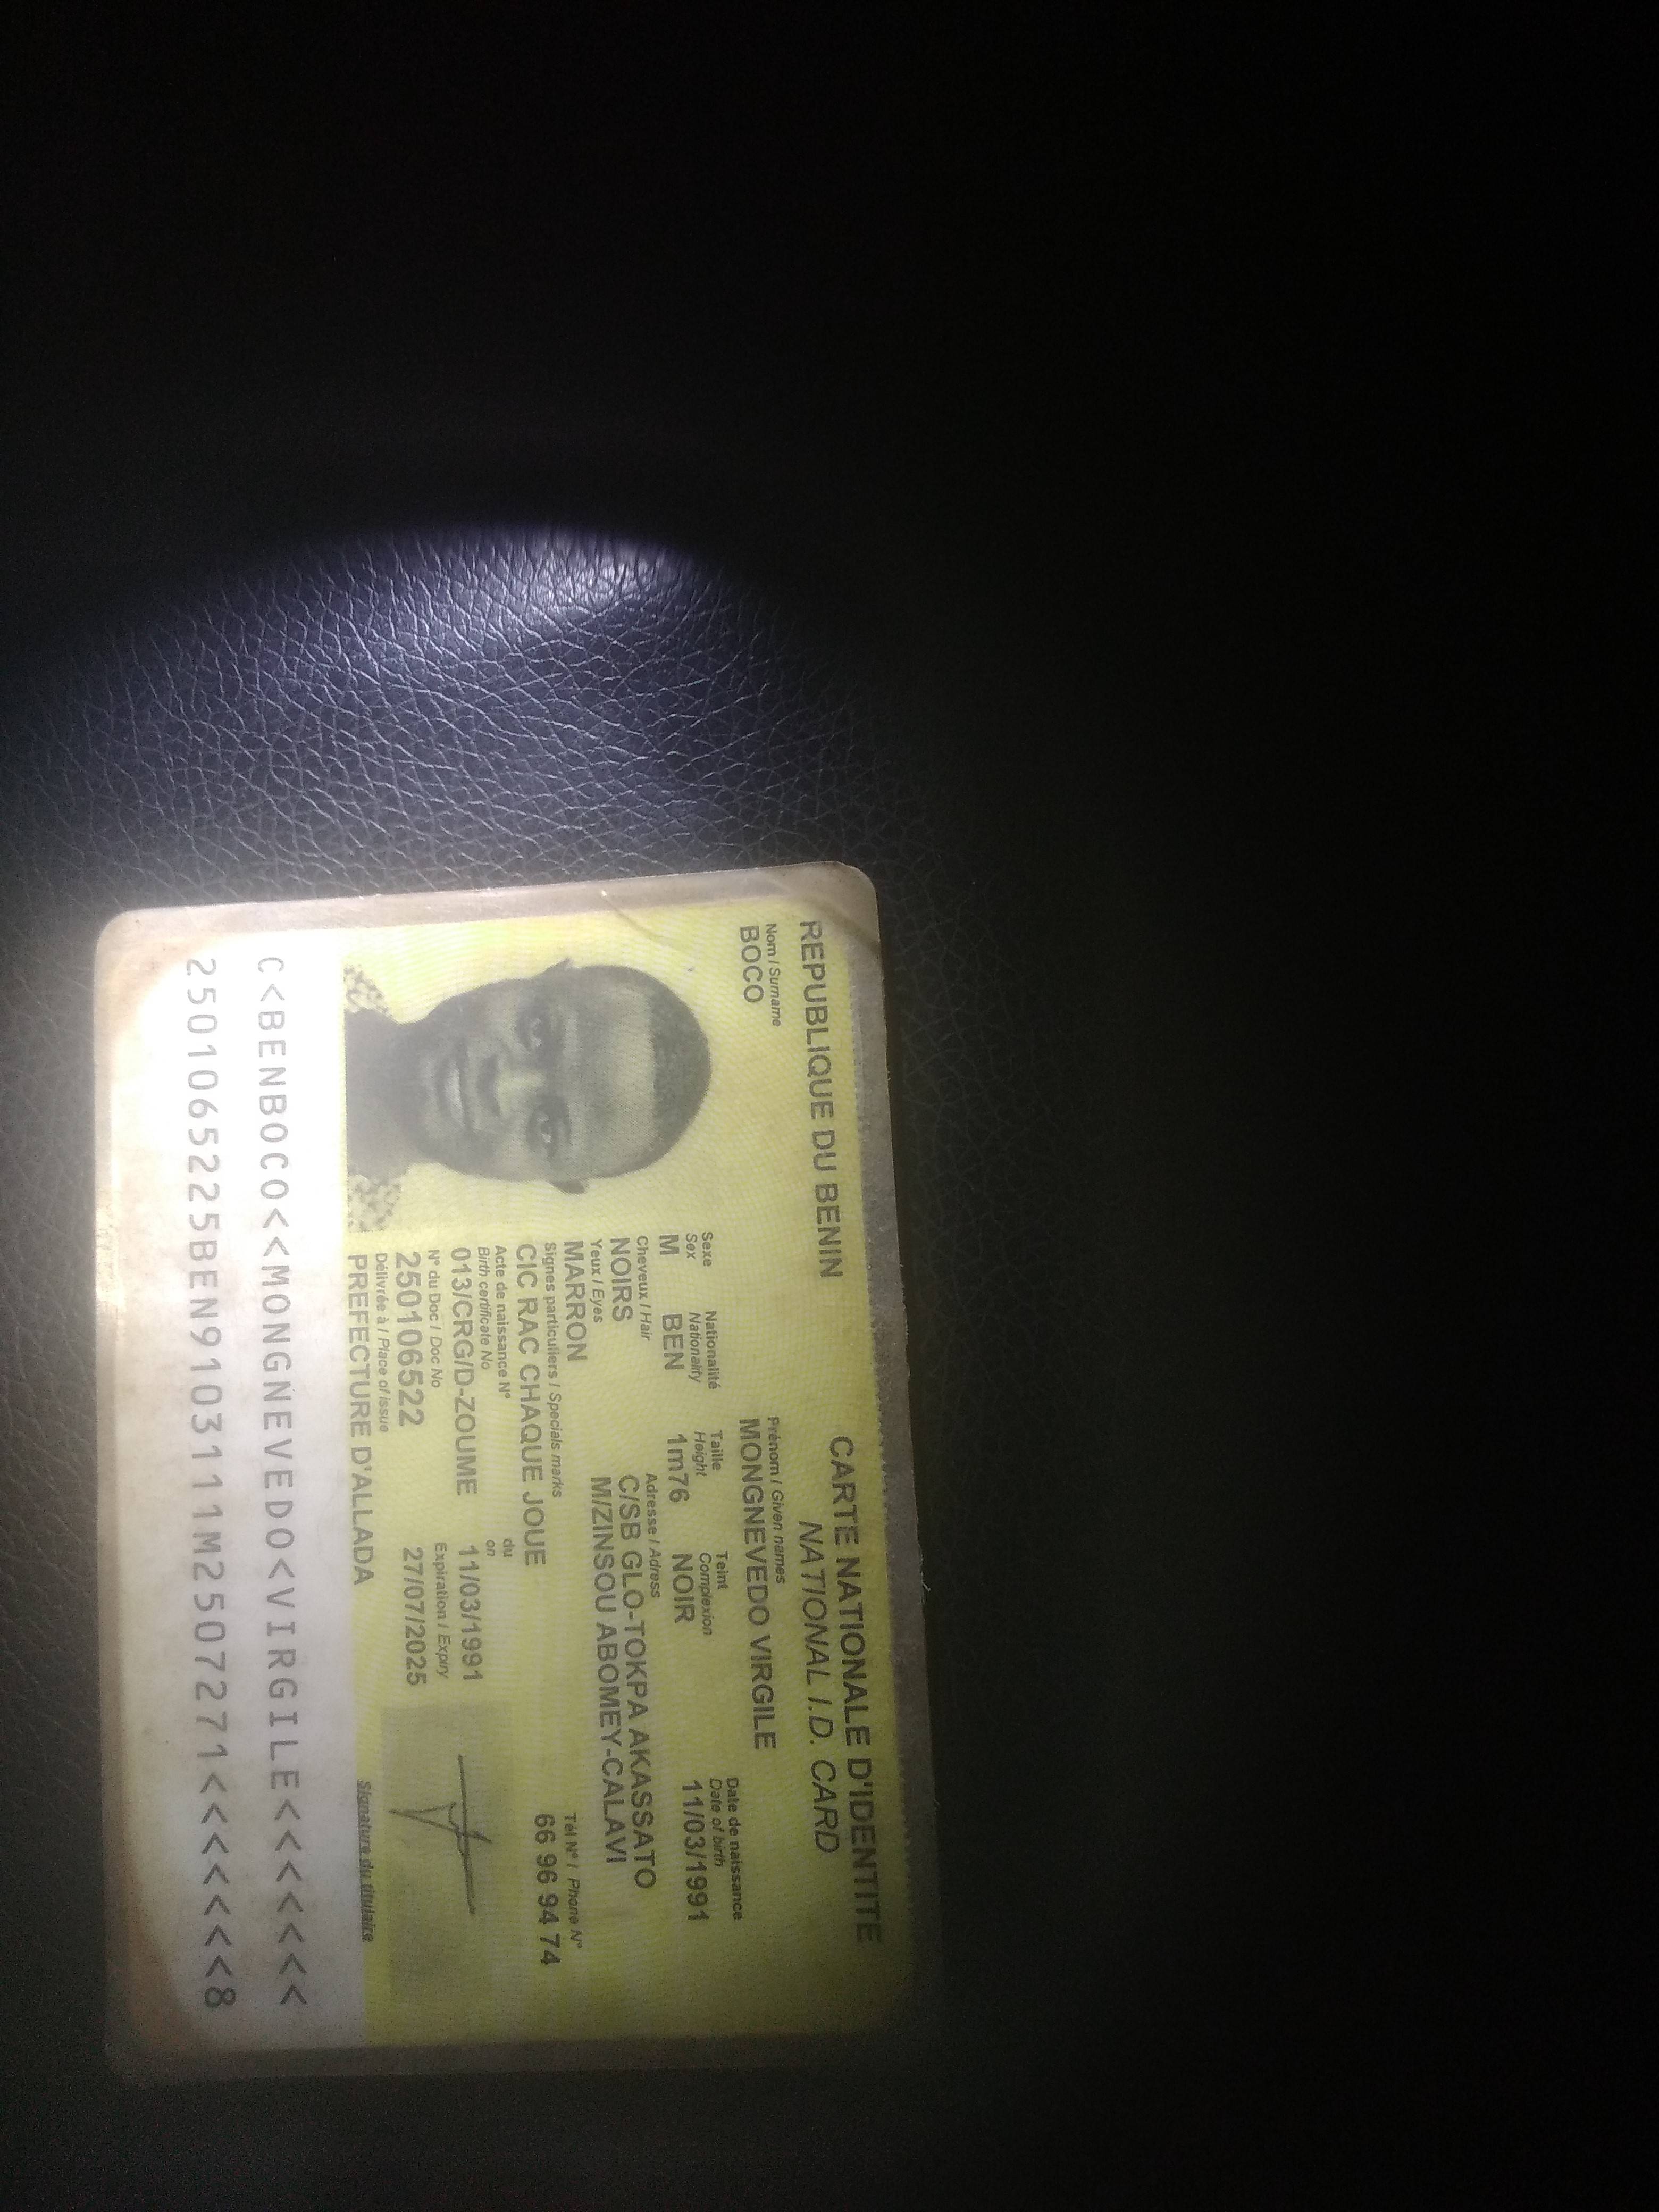 REPUBLIQUE DU BENIN
CARTE NATIONALE D'IDENTITE
NATIONAL I.D. CARD
Nom / Surname
BOCO
Prénom / Given names
MONGNEVEDO VIRGILE
Sexe Nationalité Taille Teint Date de naissance
Sex Nationality Height Complexion Date of birth
M BEN 1m76 NOIR 11/03/1991
Cheveux / Hair
NOIRS
Adresse / Adress
C/SB GLO-TOKPA AKASSATO
M/ZINSOU ABOMEY-CALAVI
Yeux / Eyes
MARRON
Signes particuliers / Specials marks
CIC RAC CHAQUE JOUE
Tél N° / Phone N°
66 96 94 74
Acte de naissance N° du
Birth certificate No on
013/CRG/D-ZOUME 11/03/1991
N° du Doc / Doc No Expiration / Expiry
250106522 27/07/2025
Délivrée à / Place of issue
PREFECTURE D'ALLADA
Signature du titulaire
C<BENBOCO<<MONGNEVEDO<VIRGILE<<<<<<<
2501065225BEN9103111M2507271<<<<<<<8